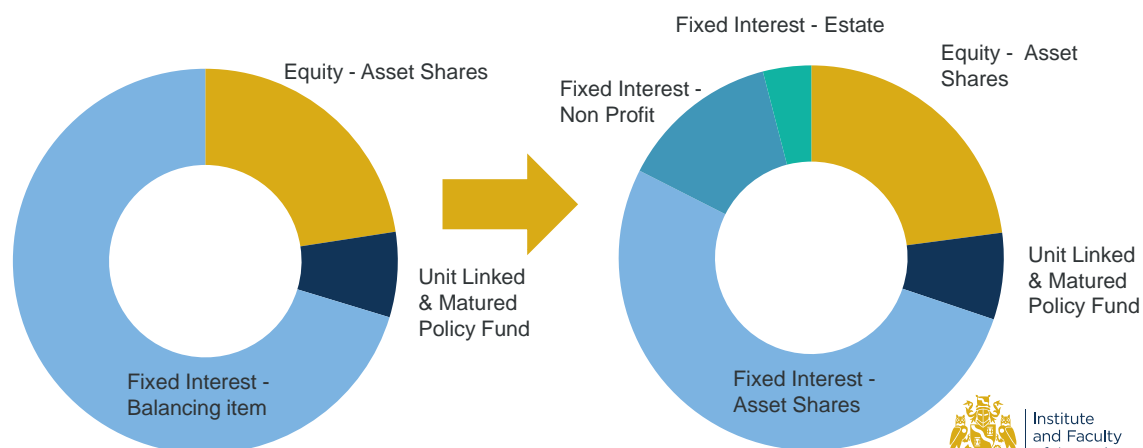 Fixed Interest - Estate
Equity - Asset Shares
Equity - Asset
Shares
Fixed Interest -
Non Profit
Unit Linked
& Matured
Policy Fund
Unit Linked
& Matured
Policy Fund
Fixed Interest -
Balancing item
Fixed Interest -
Asset Shares
Institute
and Faculty